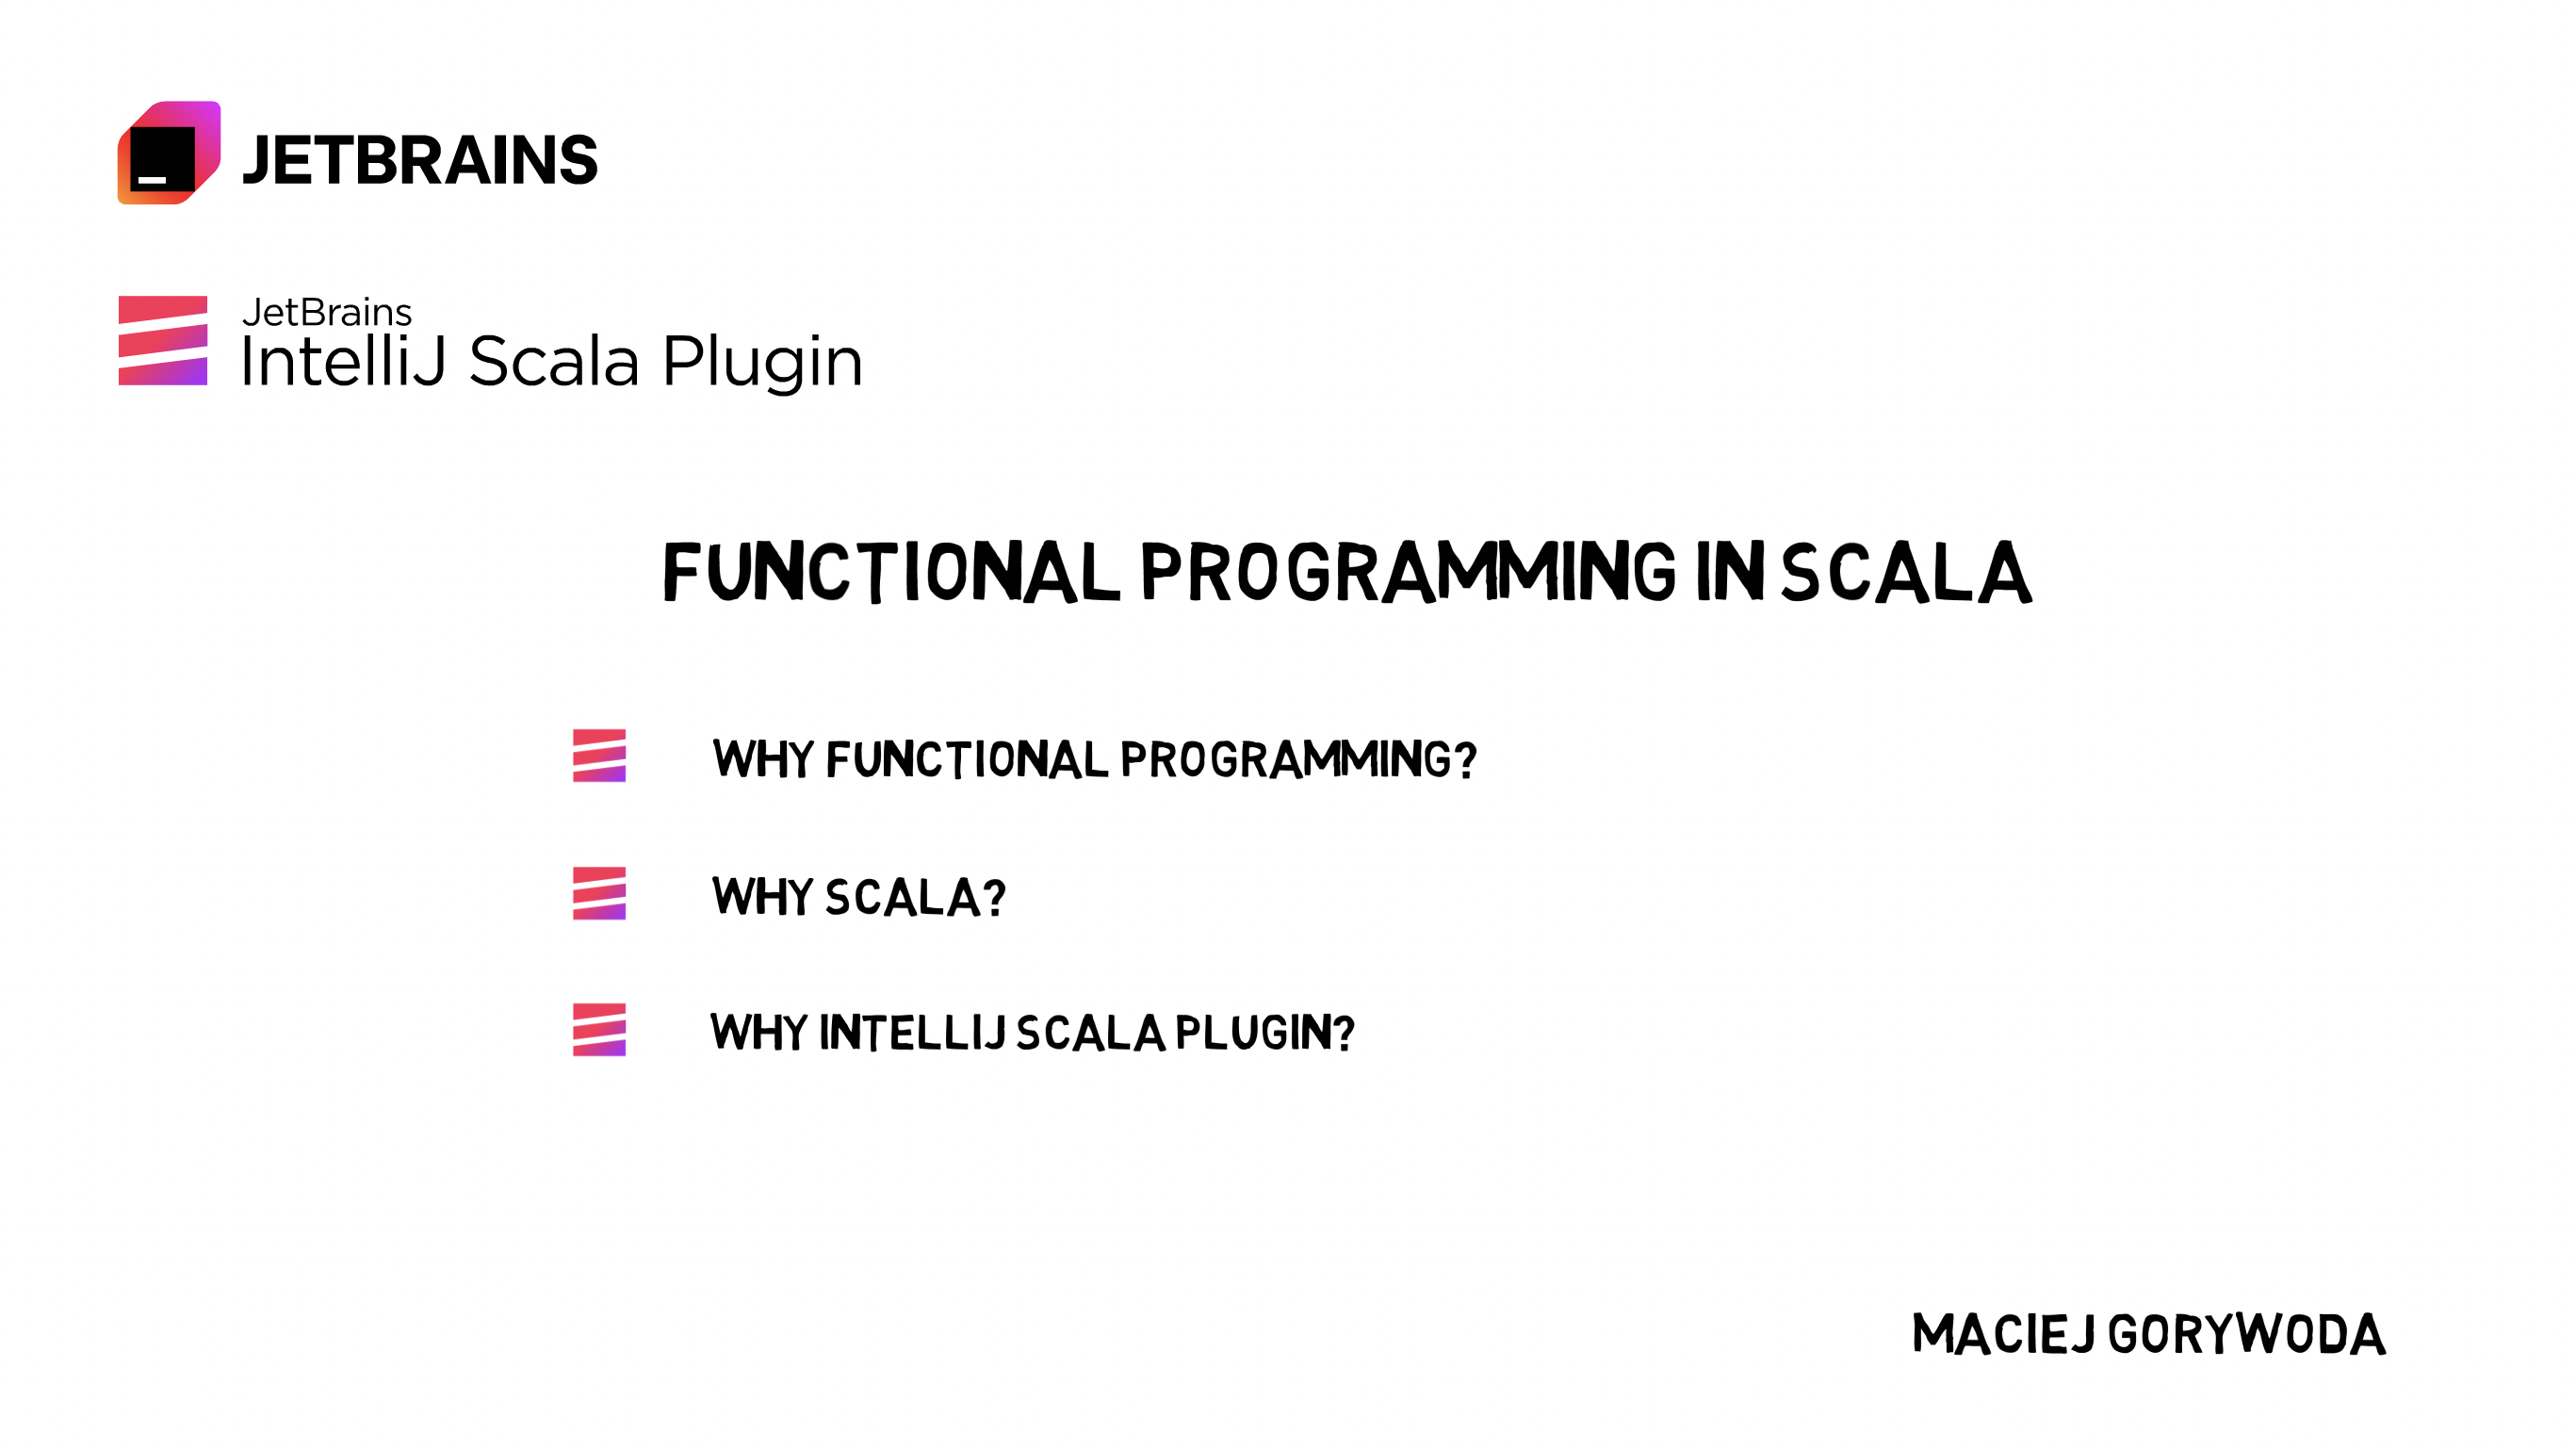 JETBRAINS
JetBrains
IntelliJ Scala Plugin
FUNCTIONAL PROGRAMMING IN SCALA
WHY FUNCTIONAL PROGRAMMING?
WHY SCALA?
WHY INTELLIJ SCALA PLUGIN?
MACIEJ GORYWODA